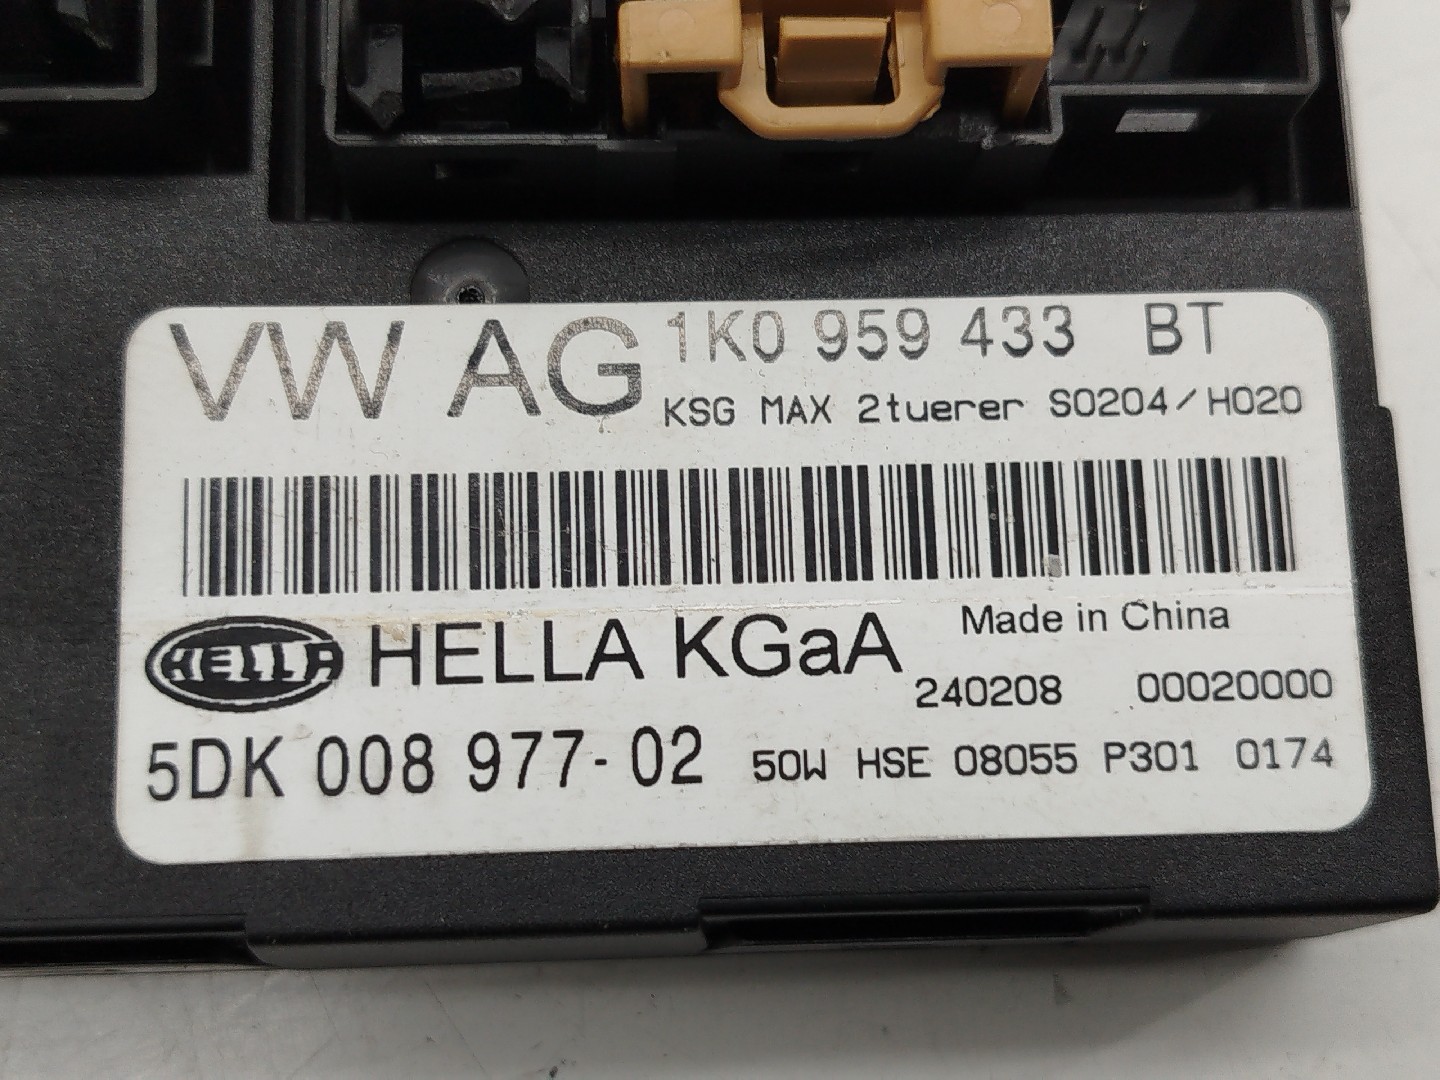 VW AG 1K0 959 433 BT
KSG MAX 2tuerer S0204/H020
HELLA HELLA KGaA Made in China
240208 00020000
5DK 008 977-02 50W HSE 08055 P301 0174